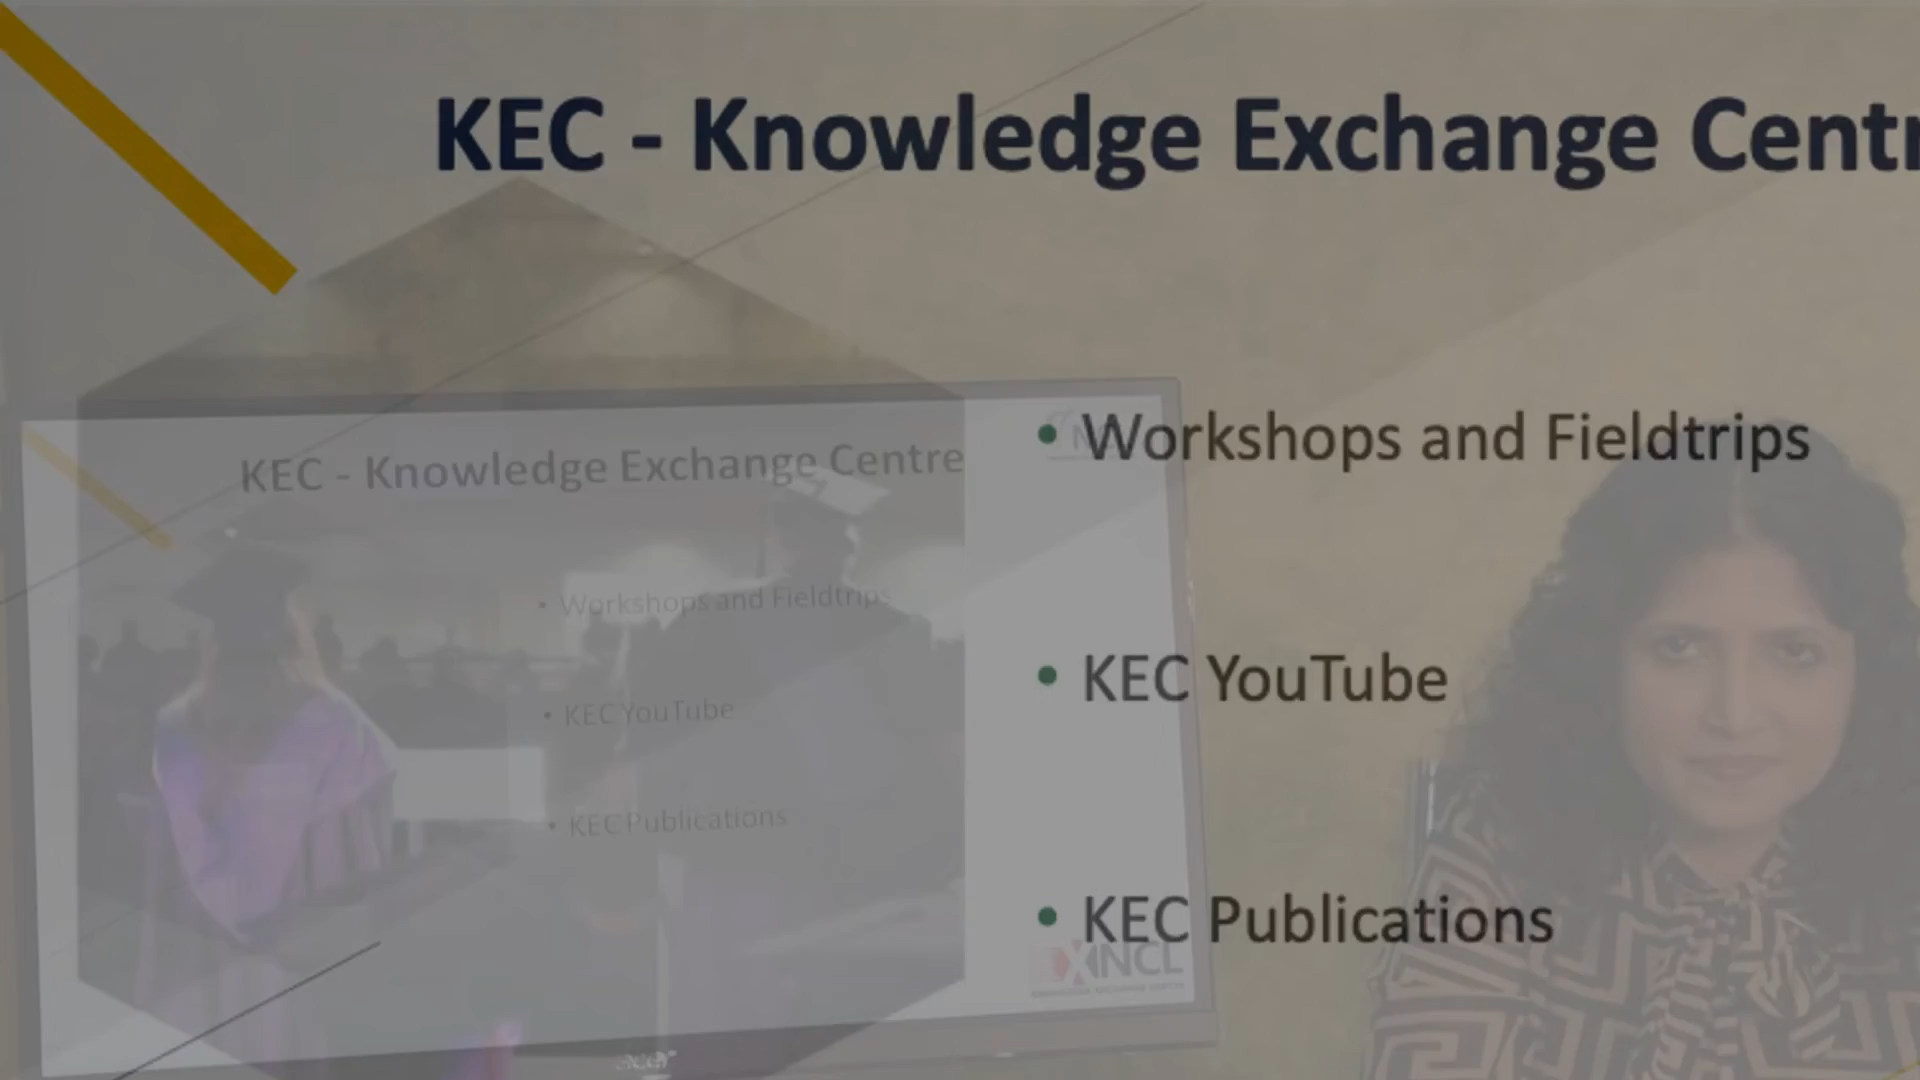 KEC - Knowledge Exchange Centr
• Workshops and Fieldtrips
• KEC YouTube
• KEC Publications
KEC - Knowledge Exchange Centre
• Workshops and Fieldtrips
• KEC YouTube
• KEC Publications
NCL
acer